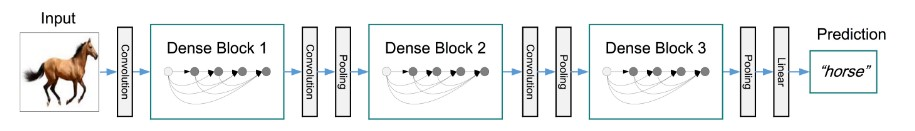 Input
Convolution
Dense Block 1
Convolution
Pooling
Dense Block 2
Convolution
Pooling
Dense Block 3
Pooling
Linear
Prediction
“horse”